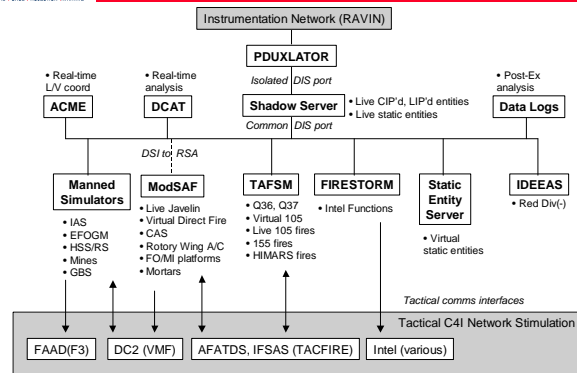 Instrumentation Network (RAVIN)
PDUXLATOR
• Real-time
L/V coord
• Real-time
analysis
Isolated DIS port
• Post-Ex
analysis
ACME
DCAT
Shadow Server
• Live CIP'd, LIP'd entities
• Live static entities
Data Logs
Common DIS port
DSI to RSA
Manned
Simulators
ModSAF
TAFSM
FIRESTORM
Static
Entity
Server
IDEEAS
• IAS
• EFOGM
• HSS/RS
• Mines
• GBS
• Live Javelin
• Virtual Direct Fire
• CAS
• Rotory Wing A/C
• FO/MI platforms
• Mortars
• Q36, Q37
• Virtual 105
• Live 105 fires
• 155 fires
• HIMARS fires
• Intel Functions
• Virtual
static entities
• Red Div(-)
Tactical comms interfaces
Tactical C4I Network Stimulation
FAAD(F3)
DC2 (VMF)
AFATDS, IFSAS (TACFIRE)
Intel (various)